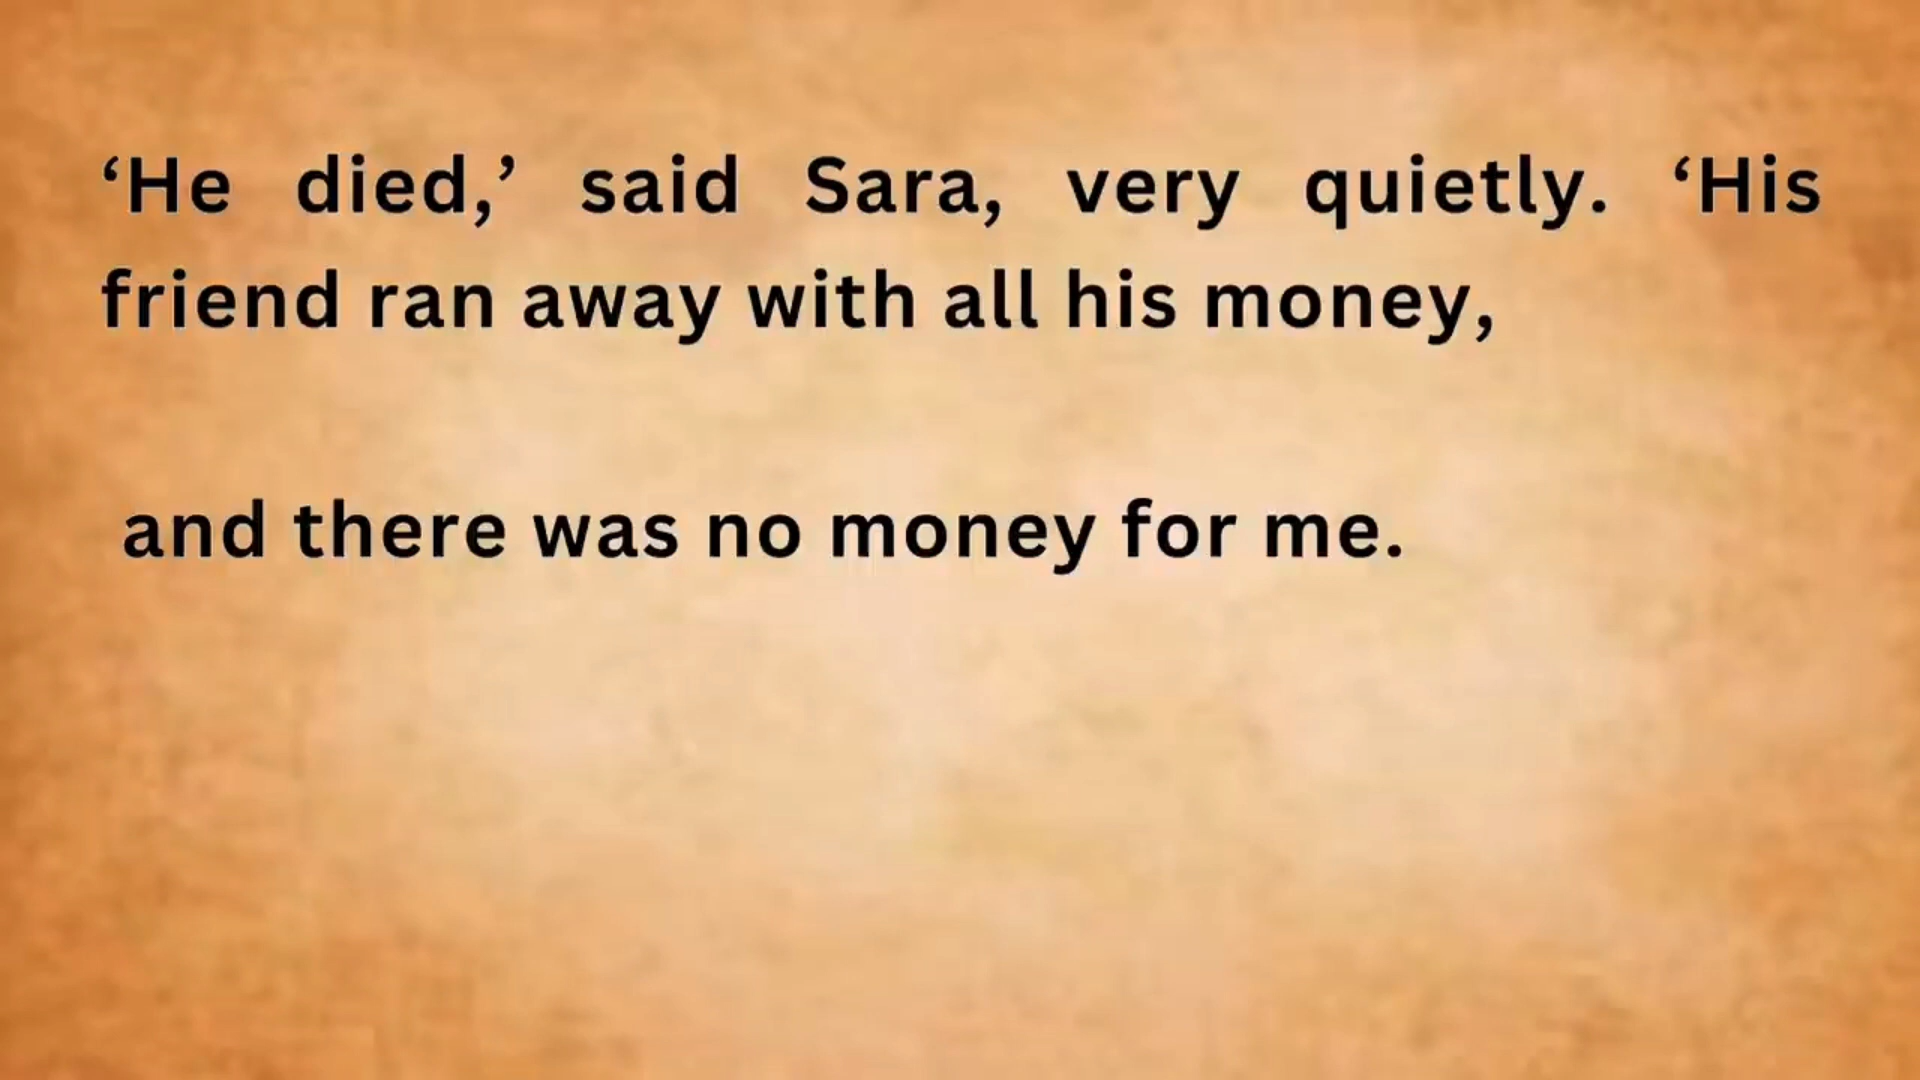 ‘He died,’ said Sara, very quietly. ‘His
friend ran away with all his money,
and there was no money for me.